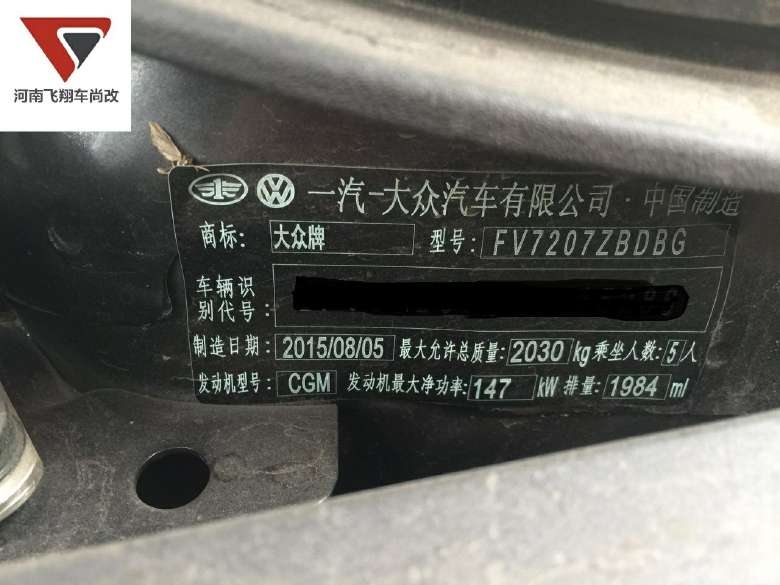 河南飞翔车尚改
一汽-大众汽车有限公司·中国制造
商标: 大众牌 型号: FV7207ZBDBG
车辆识
别代号:
制造日期: 2015/08/05 最大允许总质量: 2030 kg 乘坐人数: 5 人
发动机型号: CGM 发动机最大净功率: 147 kW 排量: 1984 ml